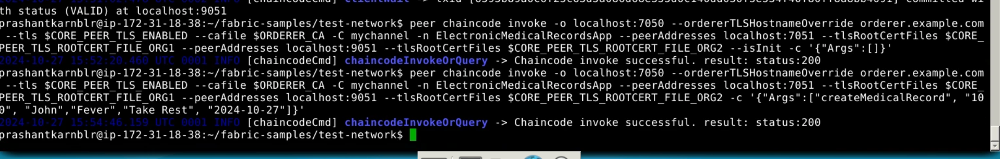 th status (VALID) at localhost:9051
prashantkarnblr@ip-172-31-18-38:~/fabric-samples/test-network$ peer chaincode invoke -o localhost:7050 --ordererTLSHostnameOverride orderer.example.com
 --tls $CORE_PEER_TLS_ENABLED --cafile $ORDERER_CA -C mychannel -n ElectronicMedicalRecordsApp --peerAddresses localhost:7051 --tlsRootCertFiles $CORE_
PEER_TLS_ROOTCERT_FILE_ORG1 --peerAddresses localhost:9051 --tlsRootCertFiles $CORE_PEER_TLS_ROOTCERT_FILE_ORG2 --isInit -c '{"Args":[]}'
2024-10-27 15:52:20.460 UTC 0001 INFO [chaincodeCmd] chaincodeInvokeOrQuery -> Chaincode invoke successful. result: status:200
prashantkarnblr@ip-172-31-18-38:~/fabric-samples/test-network$ peer chaincode invoke -o localhost:7050 --ordererTLSHostnameOverride orderer.example.com
 --tls $CORE_PEER_TLS_ENABLED --cafile $ORDERER_CA -C mychannel -n ElectronicMedicalRecordsApp --peerAddresses localhost:7051 --tlsRootCertFiles $CORE_
PEER_TLS_ROOTCERT_FILE_ORG1 --peerAddresses localhost:9051 --tlsRootCertFiles $CORE_PEER_TLS_ROOTCERT_FILE_ORG2 -c '{"Args":["createMedicalRecord", "10
0", "John","Fever","Take Rest", "2024-10-27"]}'
2024-10-27 15:54:46.159 UTC 0001 INFO [chaincodeCmd] chaincodeInvokeOrQuery -> Chaincode invoke successful. result: status:200
prashantkarnblr@ip-172-31-18-38:~/fabric-samples/test-network$